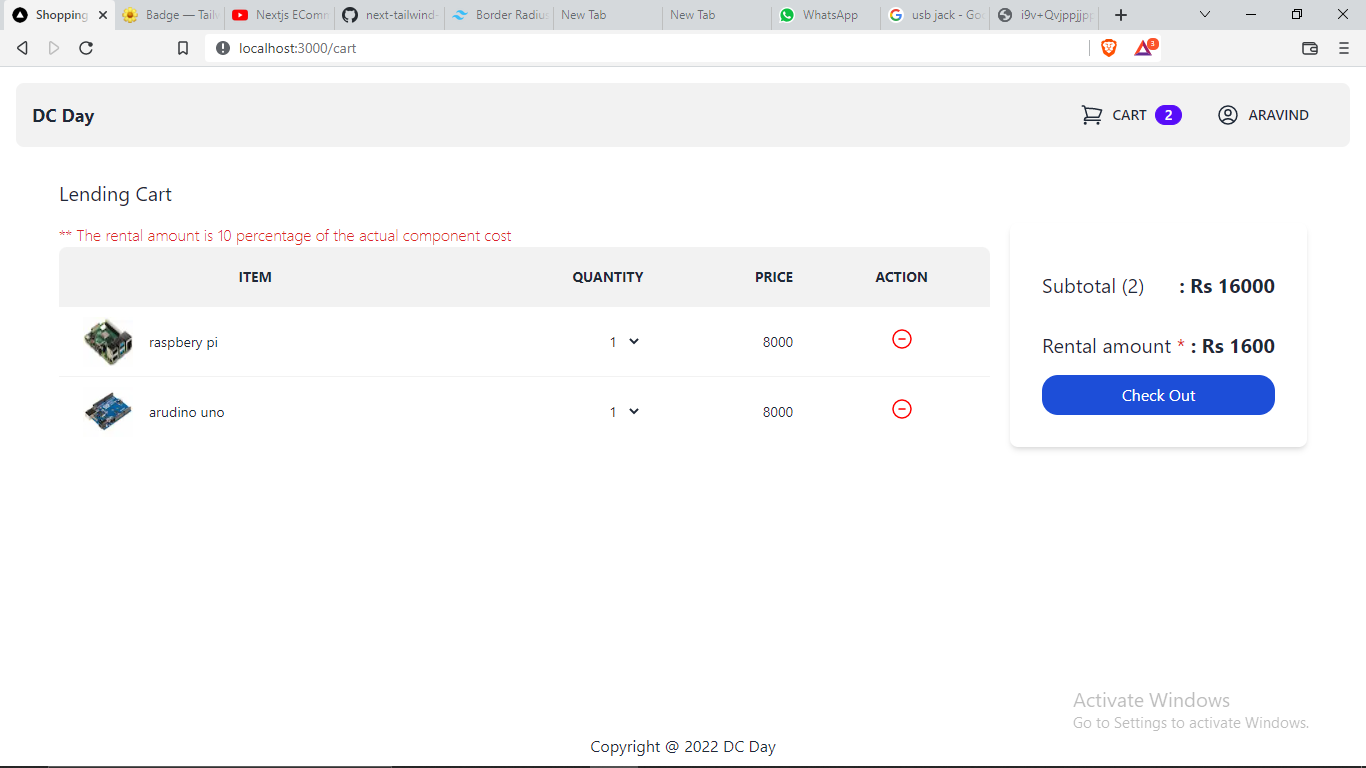 Shopping
Badge — Tail
Nextjs EComm
next-tailwind-
Border Radius
New Tab
New Tab
WhatsApp
usb jack - Goo
localhost:3000/cart
3
DC Day
CART 2
ARAVIND
Lending Cart
** The rental amount is 10 percentage of the actual component cost
ITEM QUANTITY PRICE ACTION
raspbery pi 1 8000
arudino uno 1 8000
Subtotal (2) : Rs 16000
Rental amount * : Rs 1600
Check Out
Activate Windows
Go to Settings to activate Windows.
Copyright @ 2022 DC Day